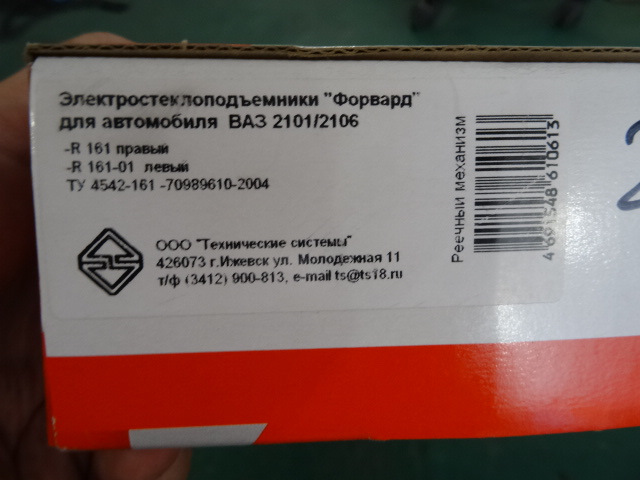 Электростеклоподъемники "Форвард"
для автомобиля ВАЗ 2101/2106
-R 161 правый
-R 161-01 левый
ТУ 4542-161 -70989610-2004
ООО "Технические системы"
426073 г.Ижевск ул. Молодежная 11
т/ф (3412) 900-813, e-mail ts@ts18.ru
Реечный механизм
4 691548 610613